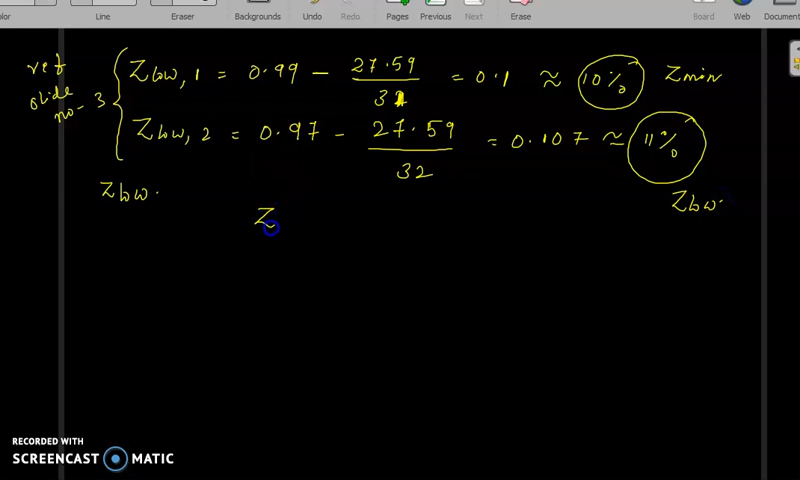 Line Eraser Backgrounds Undo Redo Pages Previous Next Erase Board Web Document
ref slide no-3 { Zbw,1 = 0.99 − 27.59/31 = 0.1 ≈ 10% Zmin
Zbw,2 = 0.97 − 27.59/32 = 0.107 ≈ 11%
Zbw. Zbw.
Z
RECORDED WITH
SCREENCAST MATIC